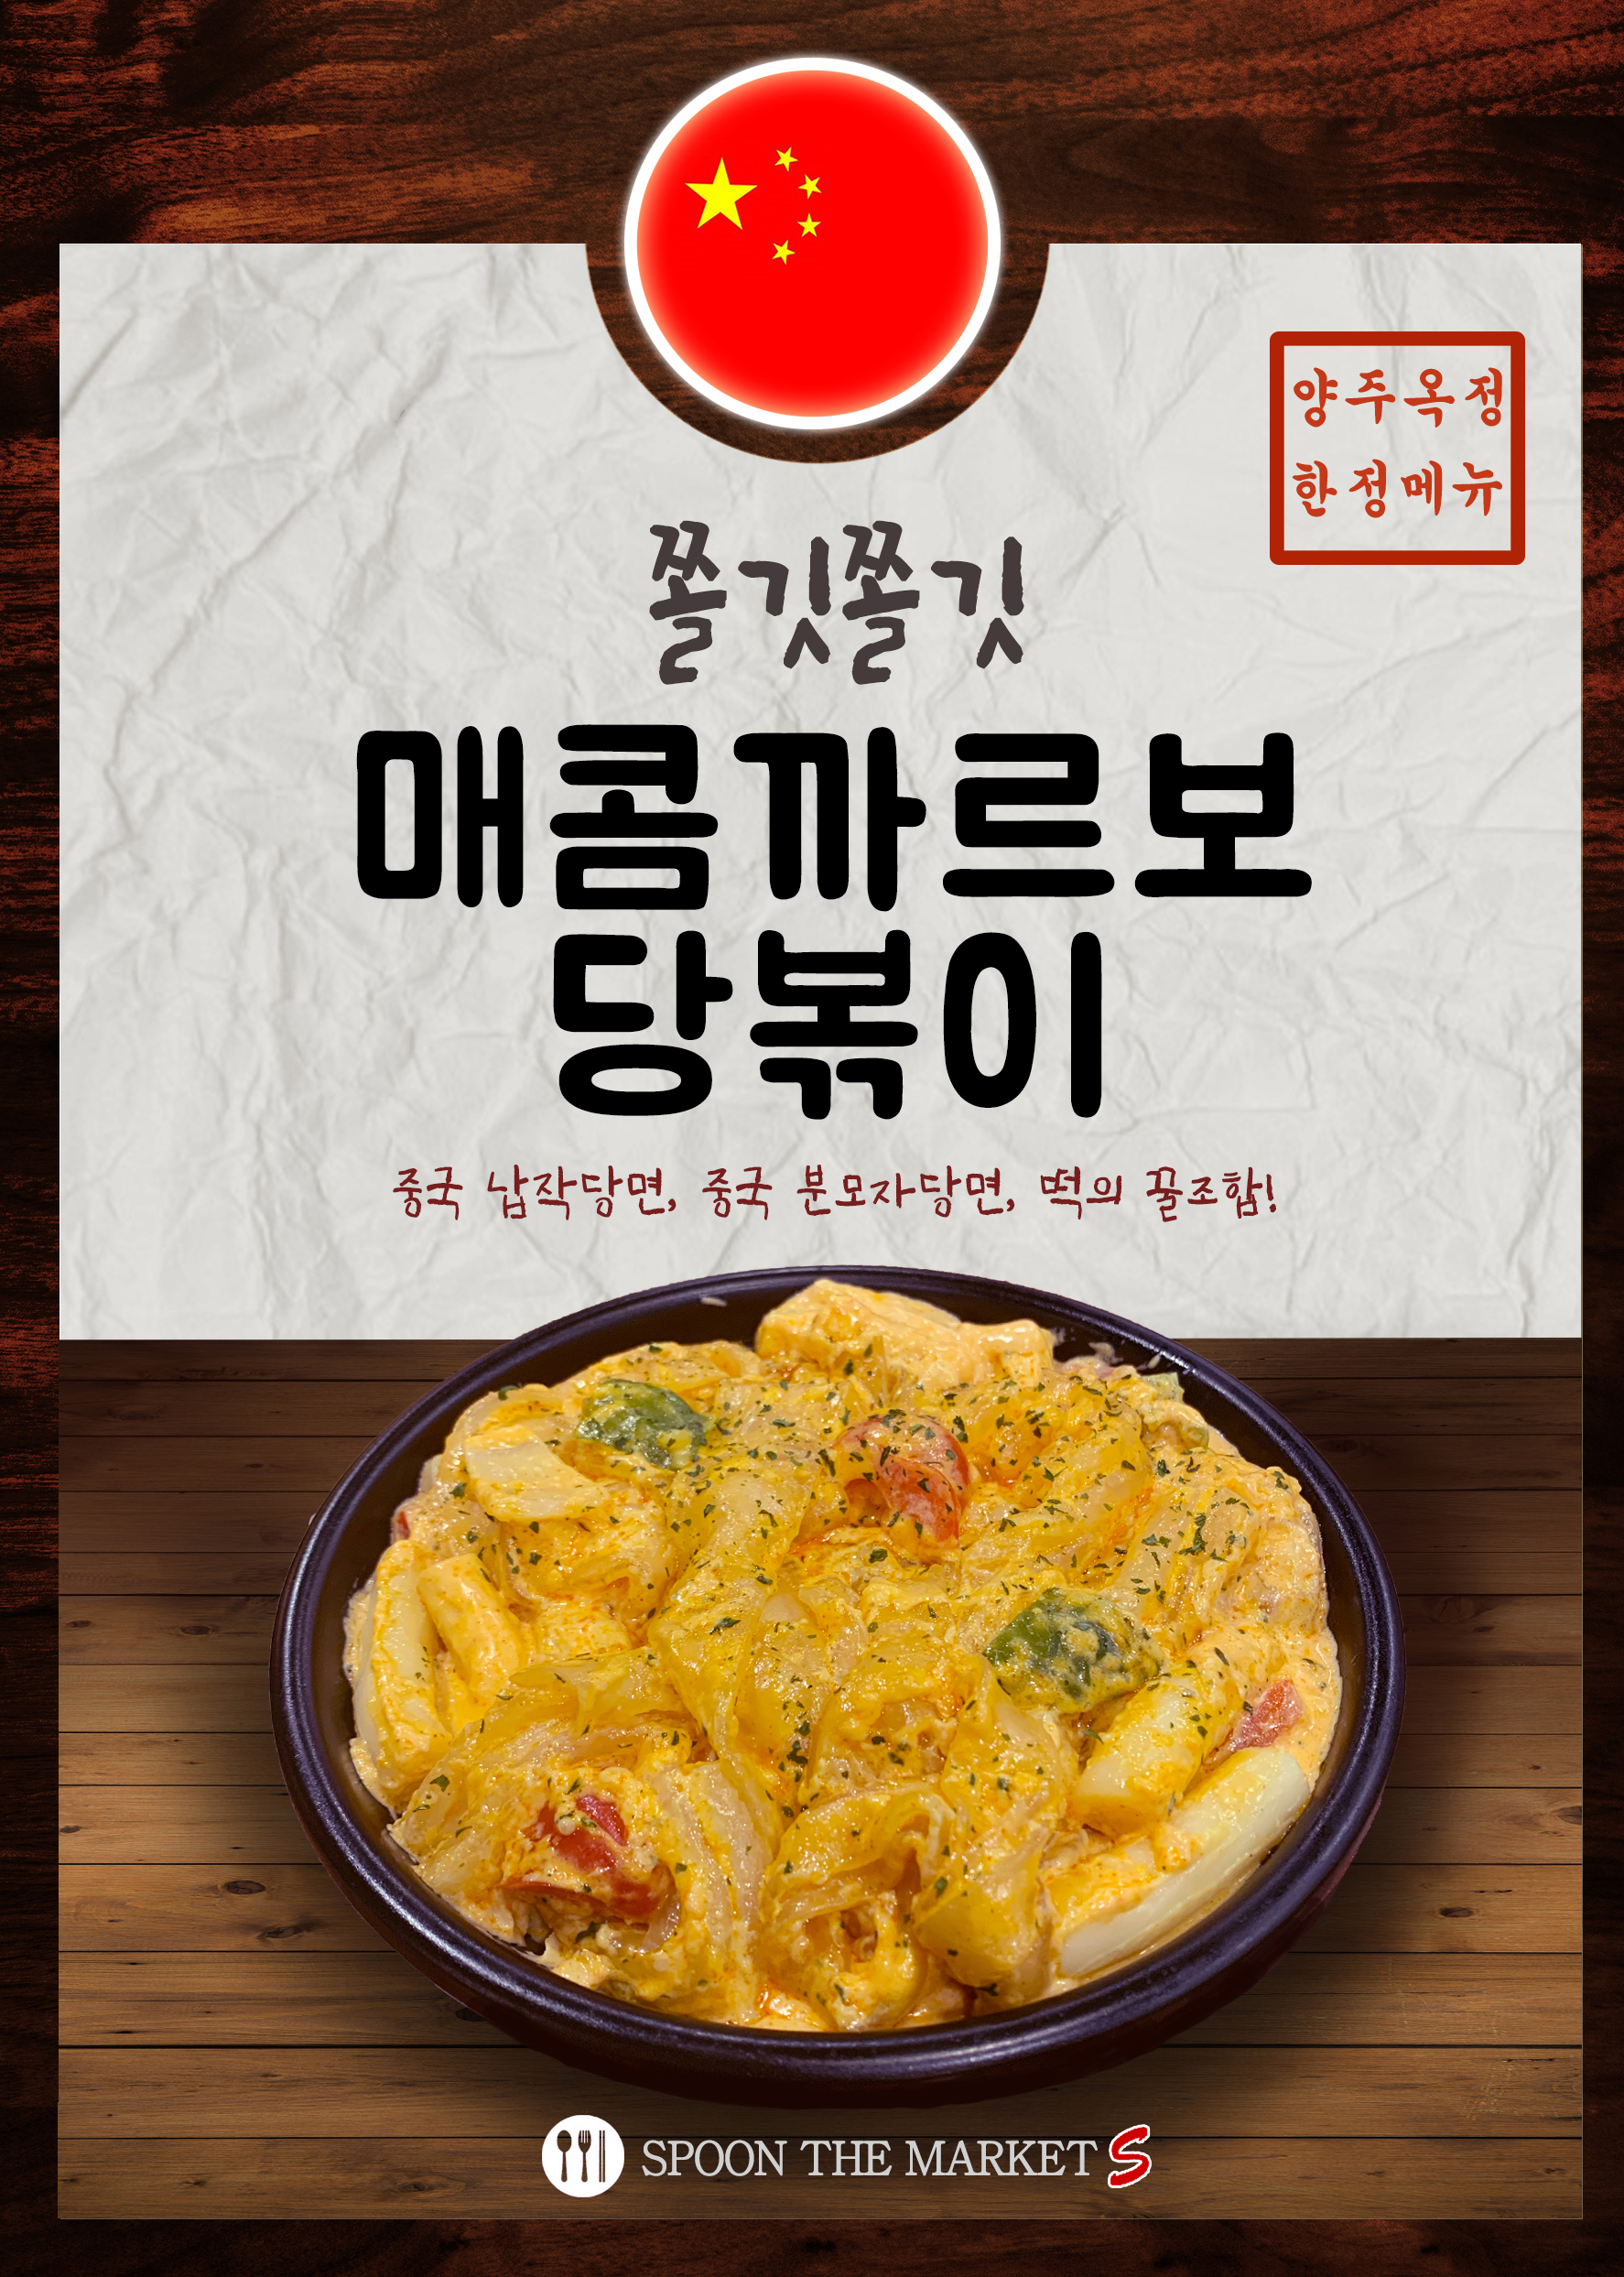 양주옥정
한정메뉴
쫄깃쫄깃
매콤까르보
당볶이
중국 납작당면, 중국 분모자당면, 떡의 꿀조합!
SPOON THE MARKET S